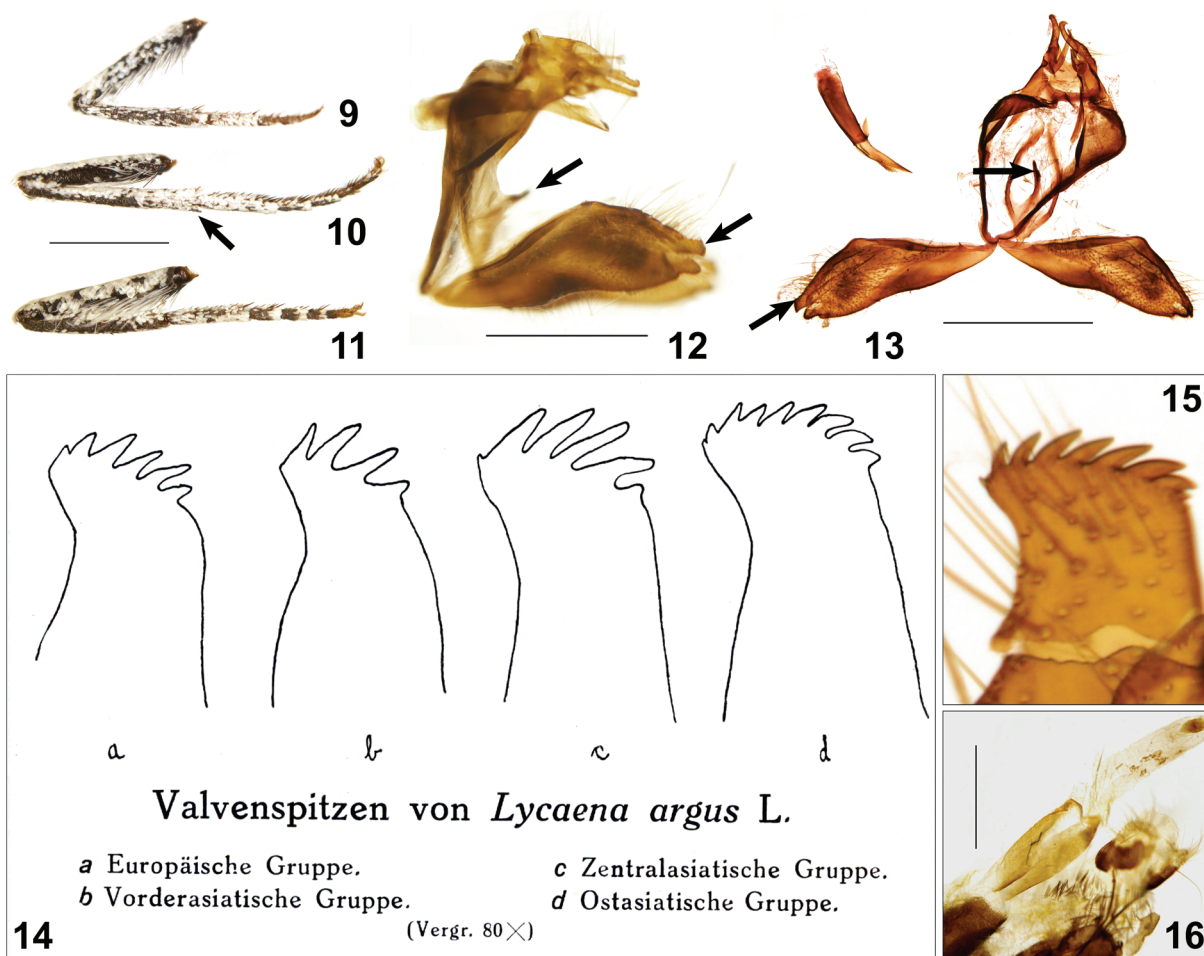 9
10
11
12
13
14
15
16
a
b
c
d
Valvenspitzen von Lycaena argus L.
a Europäische Gruppe.
b Vorderasiatische Gruppe.
c Zentralasiatische Gruppe.
d Ostasiatische Gruppe.
(Vergr. 80×)